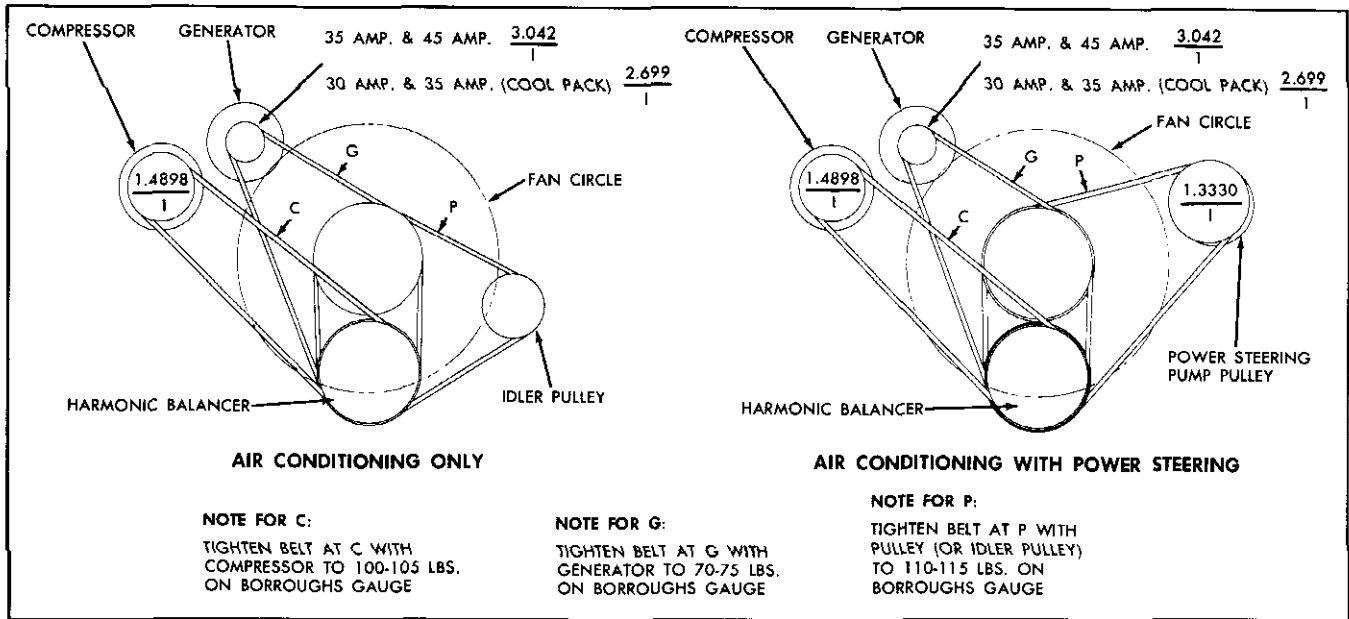 COMPRESSOR
GENERATOR
35 AMP. & 45 AMP. 3.042
1
30 AMP. & 35 AMP. (COOL PACK) 2.699
1
G
FAN CIRCLE
P
C
1.4898
1
HARMONIC BALANCER
IDLER PULLEY
AIR CONDITIONING ONLY
COMPRESSOR
GENERATOR
35 AMP. & 45 AMP. 3.042
1
30 AMP. & 35 AMP. (COOL PACK) 2.699
1
FAN CIRCLE
G
P
C
1.4898
1
1.3330
1
POWER STEERING
PUMP PULLEY
HARMONIC BALANCER
AIR CONDITIONING WITH POWER STEERING
NOTE FOR C:
TIGHTEN BELT AT C WITH
COMPRESSOR TO 100-105 LBS.
ON BORROUGHS GAUGE
NOTE FOR G:
TIGHTEN BELT AT G WITH
GENERATOR TO 70-75 LBS.
ON BORROUGHS GAUGE
NOTE FOR P:
TIGHTEN BELT AT P WITH
PULLEY (OR IDLER PULLEY)
TO 110-115 LBS. ON
BORROUGHS GAUGE